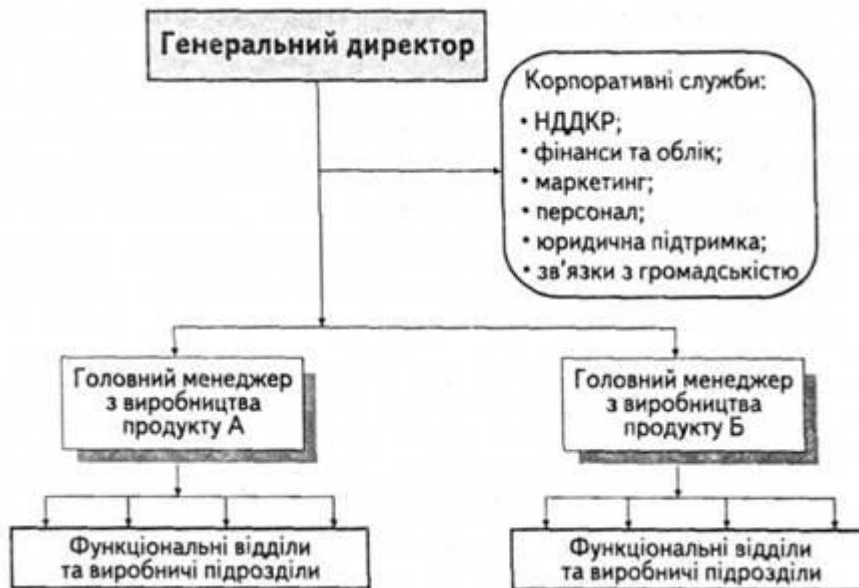 Генеральний директор
Корпоративні служби:
• НДДКР;
• фінанси та облік;
• маркетинг;
• персонал;
• юридична підтримка;
• зв'язки з громадськістю
Головний менеджер
з виробництва
продукту А
Головний менеджер
з виробництва
продукту Б
Функціональні відділи
та виробничі підрозділи
Функціональні відділи
та виробничі підрозділи